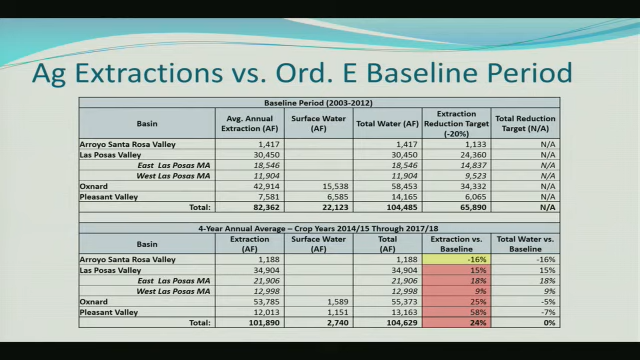 Ag Extractions vs. Ord. E Baseline Period
Baseline Period (2003-2012)
Basin Avg. Annual Extraction (AF) Surface Water (AF) Total Water (AF) Extraction Reduction Target (-20%) Total Reduction Target (N/A)
Arroyo Santa Rosa Valley 1,417 1,417 1,133 N/A
Las Posas Valley 30,450 30,450 24,360 N/A
East Las Posas MA 18,546 18,546 14,837 N/A
West Las Posas MA 11,904 11,904 9,523 N/A
Oxnard 42,914 15,538 58,453 34,332 N/A
Pleasant Valley 7,581 6,585 14,165 6,065 N/A
Total: 82,362 22,123 104,485 65,890 N/A
4-Year Annual Average – Crop Years 2014/15 Through 2017/18
Basin Extraction (AF) Surface Water (AF) Total (AF) Extraction vs. Baseline Total Water vs. Baseline
Arroyo Santa Rosa Valley 1,188 1,188 -16% -16%
Las Posas Valley 34,904 34,904 15% 15%
East Las Posas MA 21,906 21,906 18% 18%
West Las Posas MA 12,998 12,998 9% 9%
Oxnard 53,785 1,589 55,373 25% -5%
Pleasant Valley 12,013 1,151 13,163 58% -7%
Total: 101,890 2,740 104,629 24% 0%